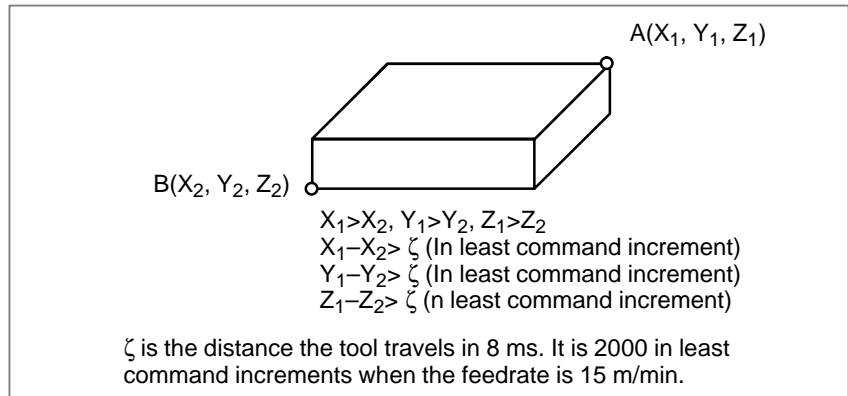 A(X₁, Y₁, Z₁)
B(X₂, Y₂, Z₂)
X₁>X₂, Y₁>Y₂, Z₁>Z₂
X₁–X₂> ζ (In least command increment)
Y₁–Y₂> ζ (In least command increment)
Z₁–Z₂> ζ (n least command increment)
ζ is the distance the tool travels in 8 ms. It is 2000 in least
command increments when the feedrate is 15 m/min.